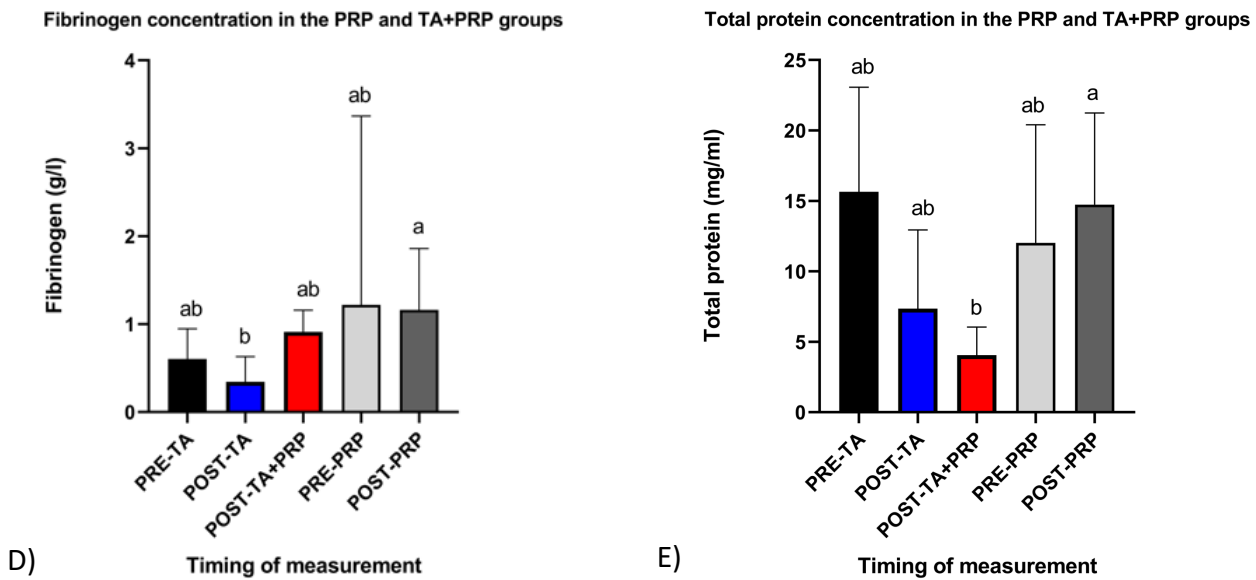 Fibrinogen concentration in the PRP and TA+PRP groups
Fibrinogen (g/l)
4
3
2
1
0
ab
b
ab
ab
a
PRE-TA
POST-TA
POST-TA+PRP
PRE-PRP
POST-PRP
Timing of measurement
D)
Total protein concentration in the PRP and TA+PRP groups
Total protein (mg/ml)
25
20
15
10
5
0
ab
ab
b
ab
a
PRE-TA
POST-TA
POST-TA+PRP
PRE-PRP
POST-PRP
Timing of measurement
E)